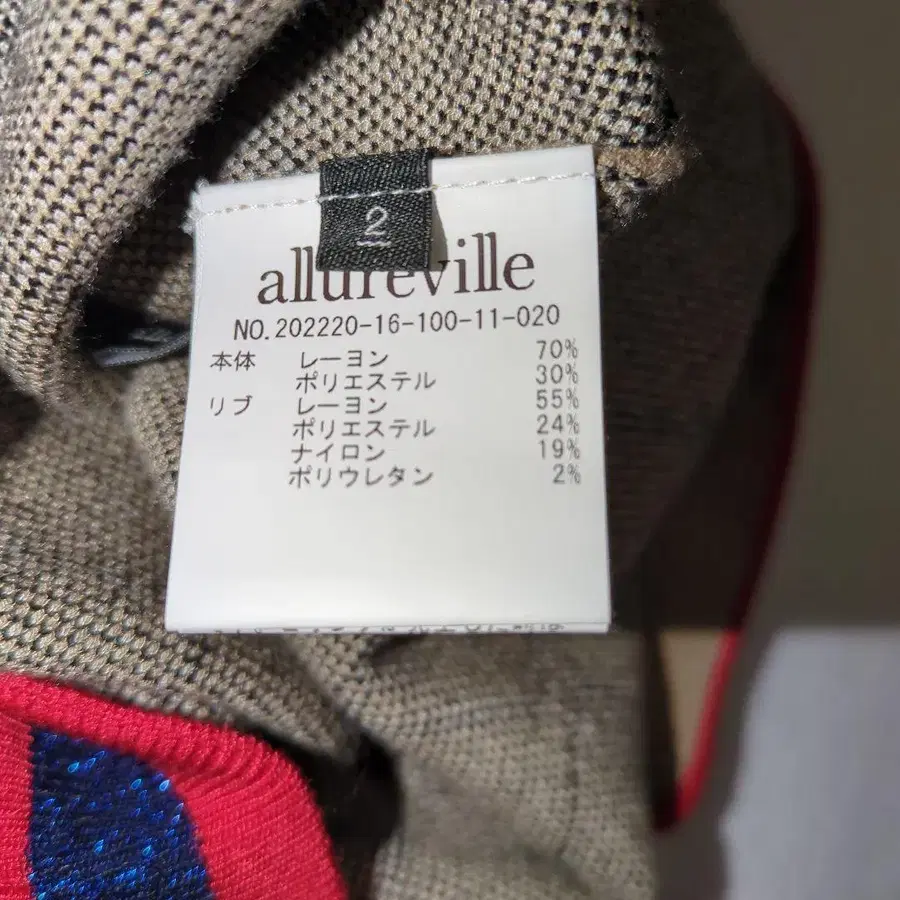 2
allureville
NO.202220-16-100-11-020
本体 レーヨン 70%
ポリエステル 30%
リブ レーヨン 55%
ポリエステル 24%
ナイロン 19%
ポリウレタン 2%